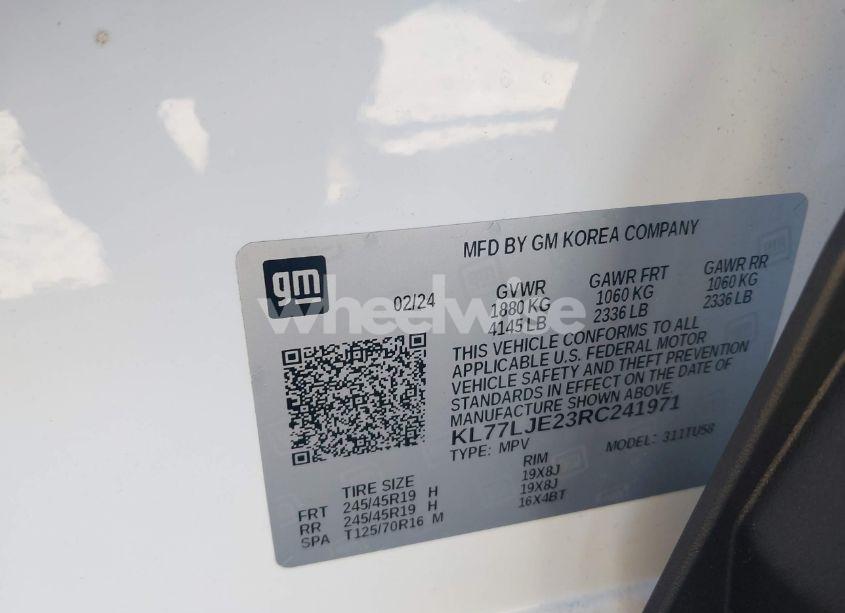 MFD BY GM KOREA COMPANY
gm
02/24
GVWR GAWR FRT GAWR RR
1880 KG 1060 KG 1060 KG
4145 LB 2336 LB 2336 LB
wheelwise
THIS VEHICLE CONFORMS TO ALL
APPLICABLE U.S. FEDERAL MOTOR
VEHICLE SAFETY AND THEFT PREVENTION
STANDARDS IN EFFECT ON THE DATE OF
MANUFACTURE SHOWN ABOVE.
KL77LJE23RC241971
TYPE: MPV MODEL: 311TU58
TIRE SIZE RIM
FRT 245/45R19 H 19X8J
RR 245/45R19 H 19X8J
SPA T125/70R16 M 16X4BT